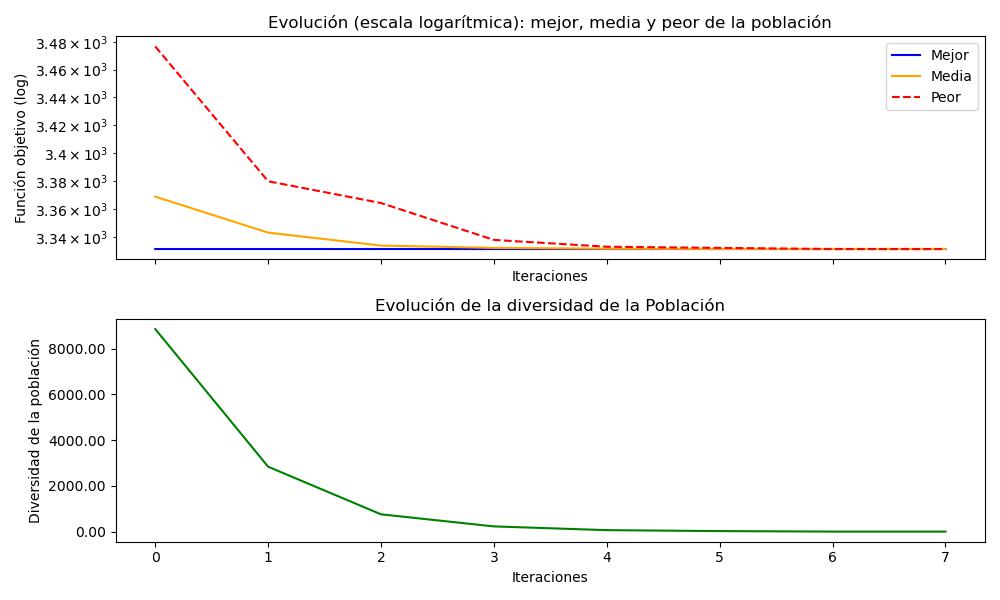 Evolución (escala logarítmica): mejor, media y peor de la población
Función objetivo (log)
3.48 × 10³
3.46 × 10³
3.44 × 10³
3.42 × 10³
3.4 × 10³
3.38 × 10³
3.36 × 10³
3.34 × 10³
Mejor
Media
Peor
Iteraciones
Evolución de la diversidad de la Población
Diversidad de la población
8000.00
6000.00
4000.00
2000.00
0.00
0 1 2 3 4 5 6 7
Iteraciones